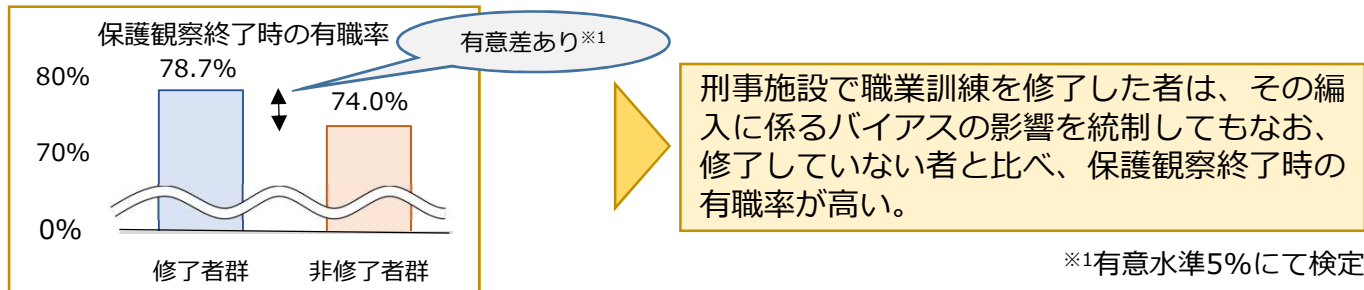 保護観察終了時の有職率
有意差あり※1
80%
78.7%
74.0%
70%
0%
修了者群
非修了者群
刑事施設で職業訓練を修了した者は、その編
入に係るバイアスの影響を統制してもなお、
修了していない者と比べ、保護観察終了時の
有職率が高い。
※1有意水準5%にて検定